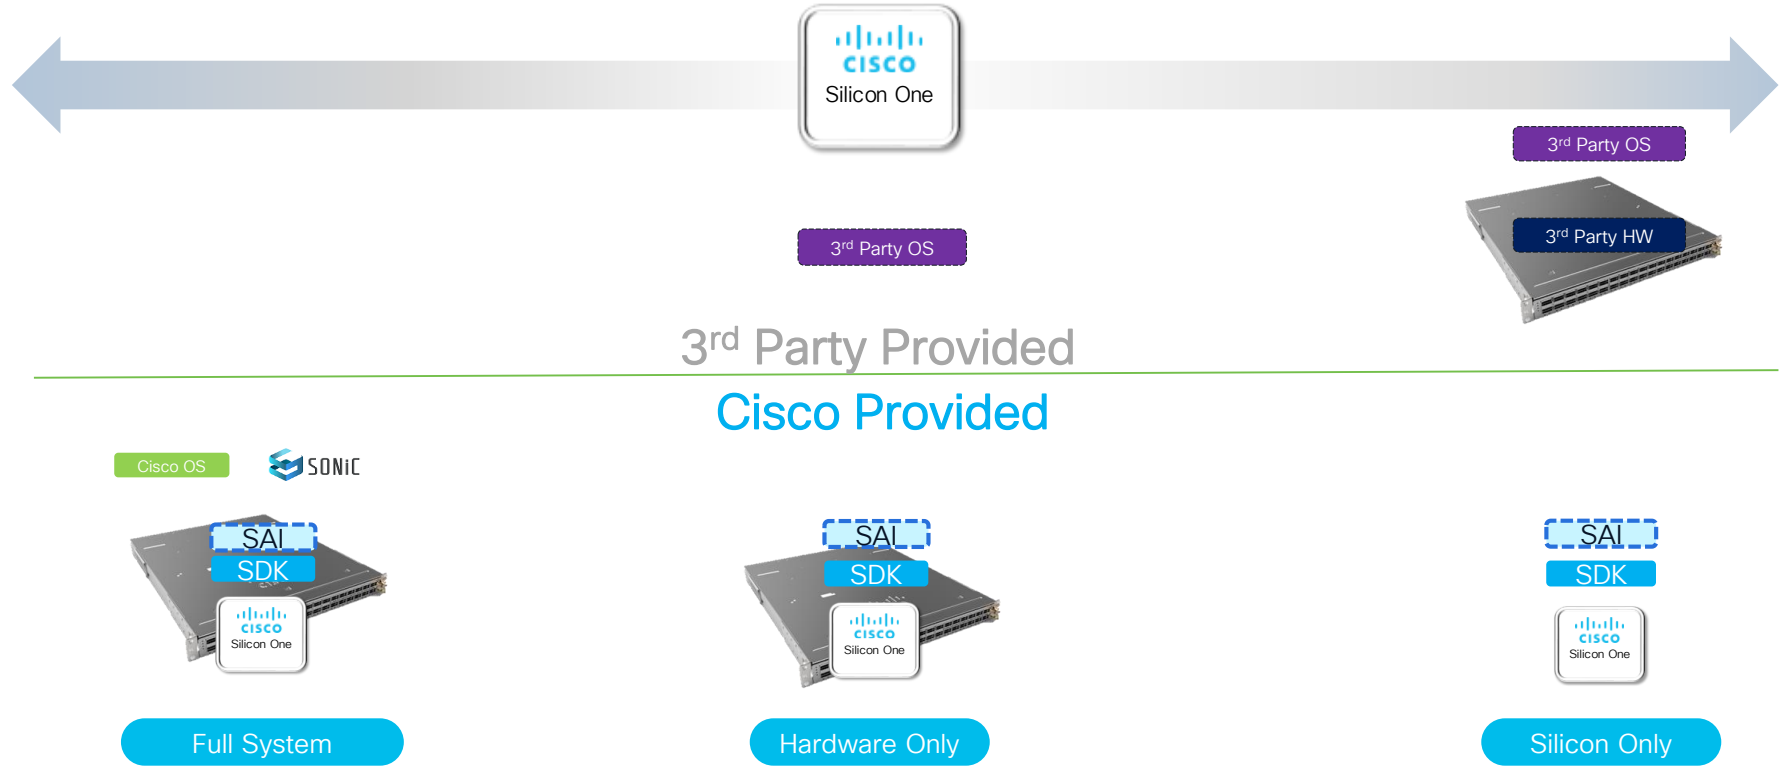 CISCO
Silicon One
3rd Party OS
3rd Party HW
3rd Party OS
3rd Party Provided
Cisco Provided
Cisco OS
SONiC
SAI
SDK
CISCO
Silicon One
SAI
SDK
CISCO
Silicon One
SAI
SDK
CISCO
Silicon One
Full System
Hardware Only
Silicon Only